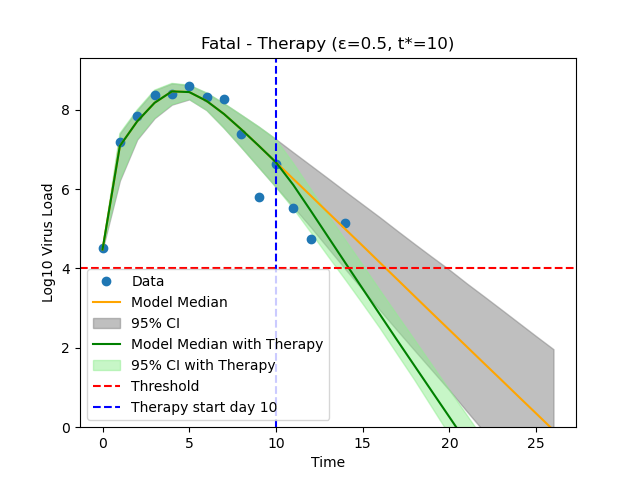 Fatal - Therapy (ε=0.5, t*=10)
Log10 Virus Load
8
6
4
2
0
Data
Model Median
95% CI
Model Median with Therapy
95% CI with Therapy
Threshold
Therapy start day 10
0 5 10 15 20 25
Time